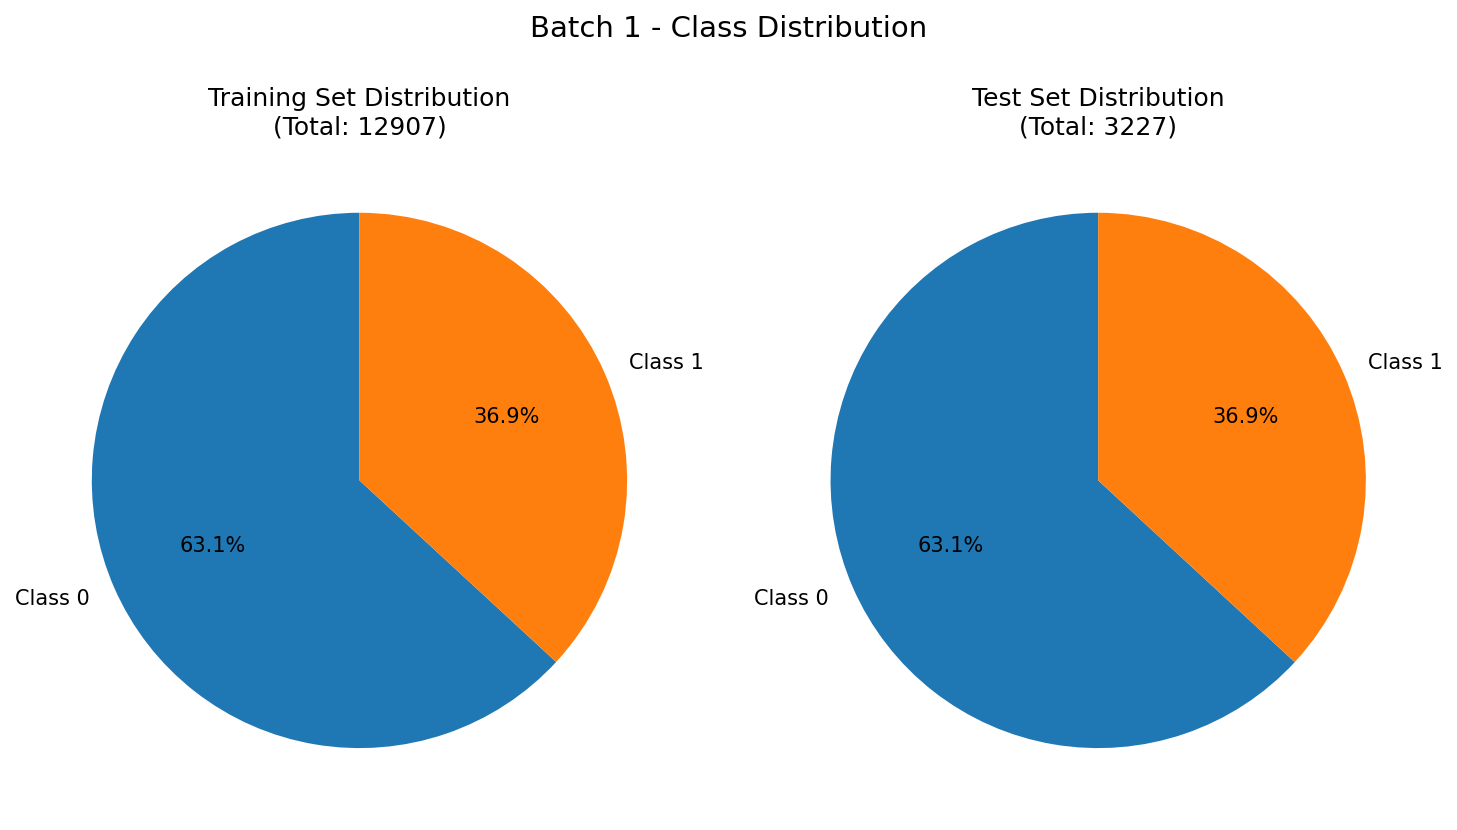 Batch 1 - Class Distribution
Training Set Distribution
(Total: 12907)
Class 1
36.9%
63.1%
Class 0
Test Set Distribution
(Total: 3227)
Class 1
36.9%
63.1%
Class 0